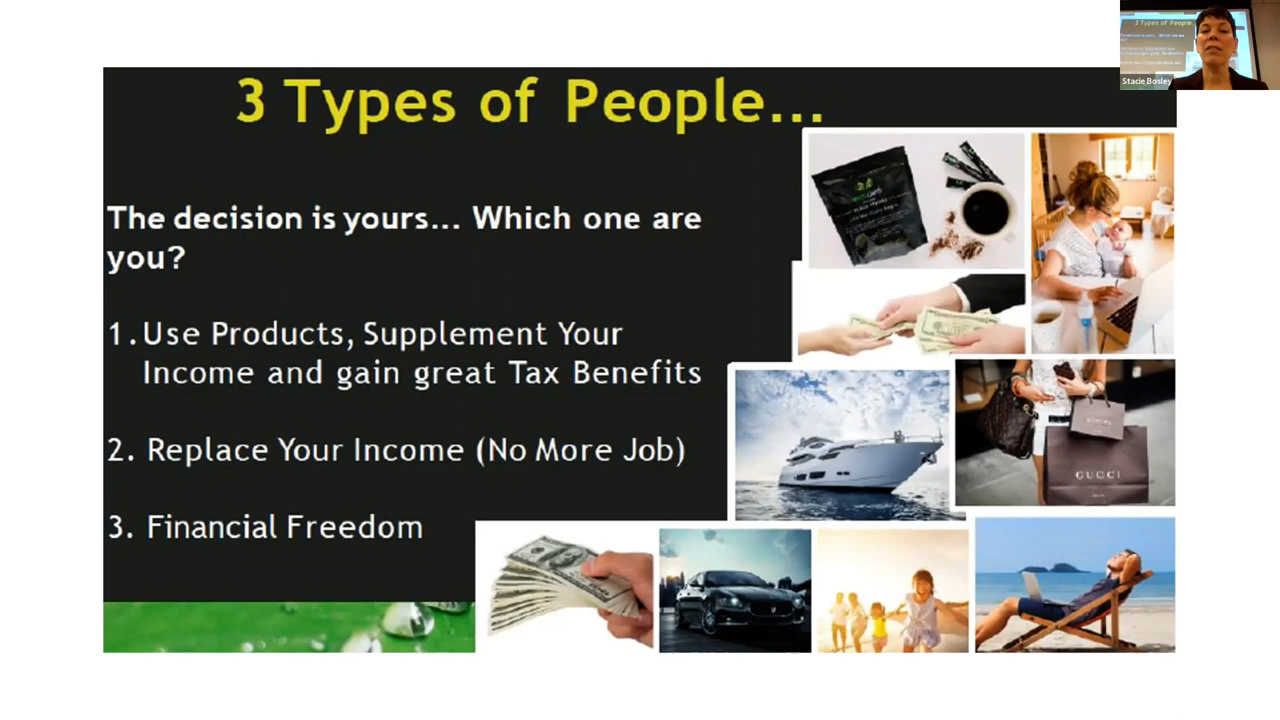 3 Types of People...
The decision is yours... Which one are
you?
1. Use Products, Supplement Your
Income and gain great Tax Benefits
2. Replace Your Income (No More Job)
3. Financial Freedom
GUCCI
3 Types of People
Stacie Bosley